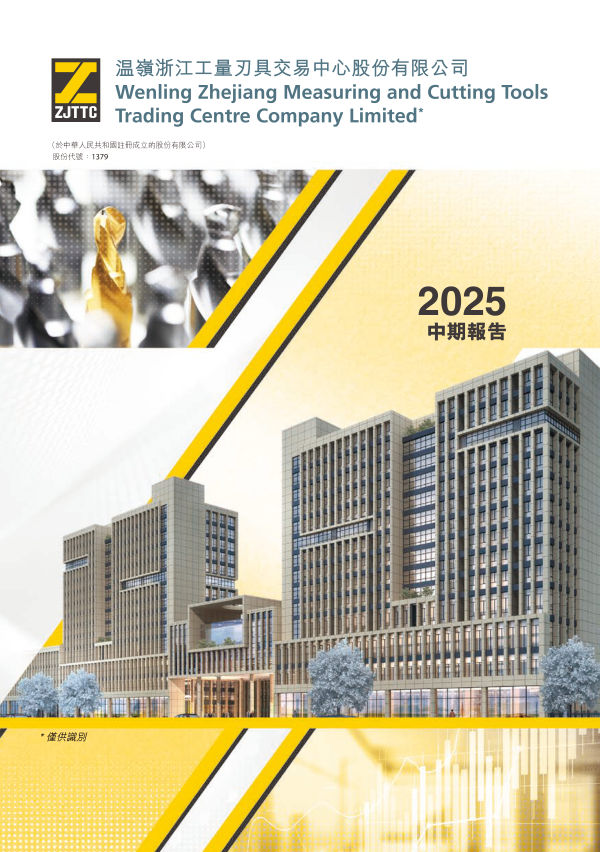 ZJTTC
温嶺浙江工量刃具交易中心股份有限公司
Wenling Zhejiang Measuring and Cutting Tools
Trading Centre Company Limited*
（於中華人民共和國註冊成立的股份有限公司）
股份代號：1379
2025
中期報告
* 僅供識別